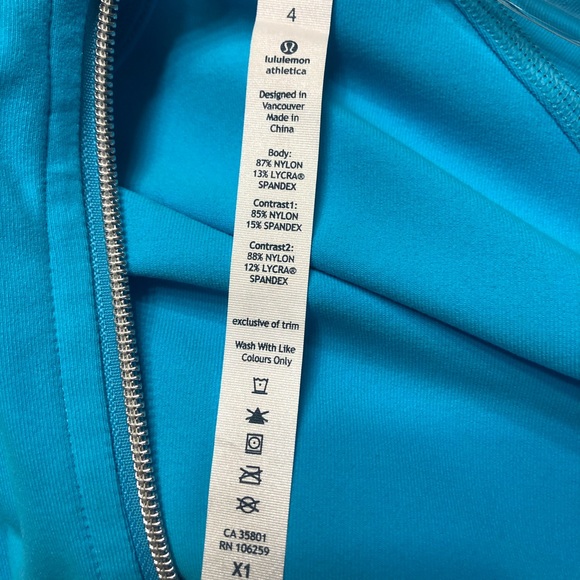 4
lululemon
athletica
Designed in
Vancouver
Made in
China
Body:
87% NYLON
13% LYCRA®
SPANDEX
Contrast1:
85% NYLON
15% SPANDEX
Contrast2:
88% NYLON
12% LYCRA®
SPANDEX
exclusive of trim
Wash With Like
Colours Only
CA 35801
RN 106259
X1